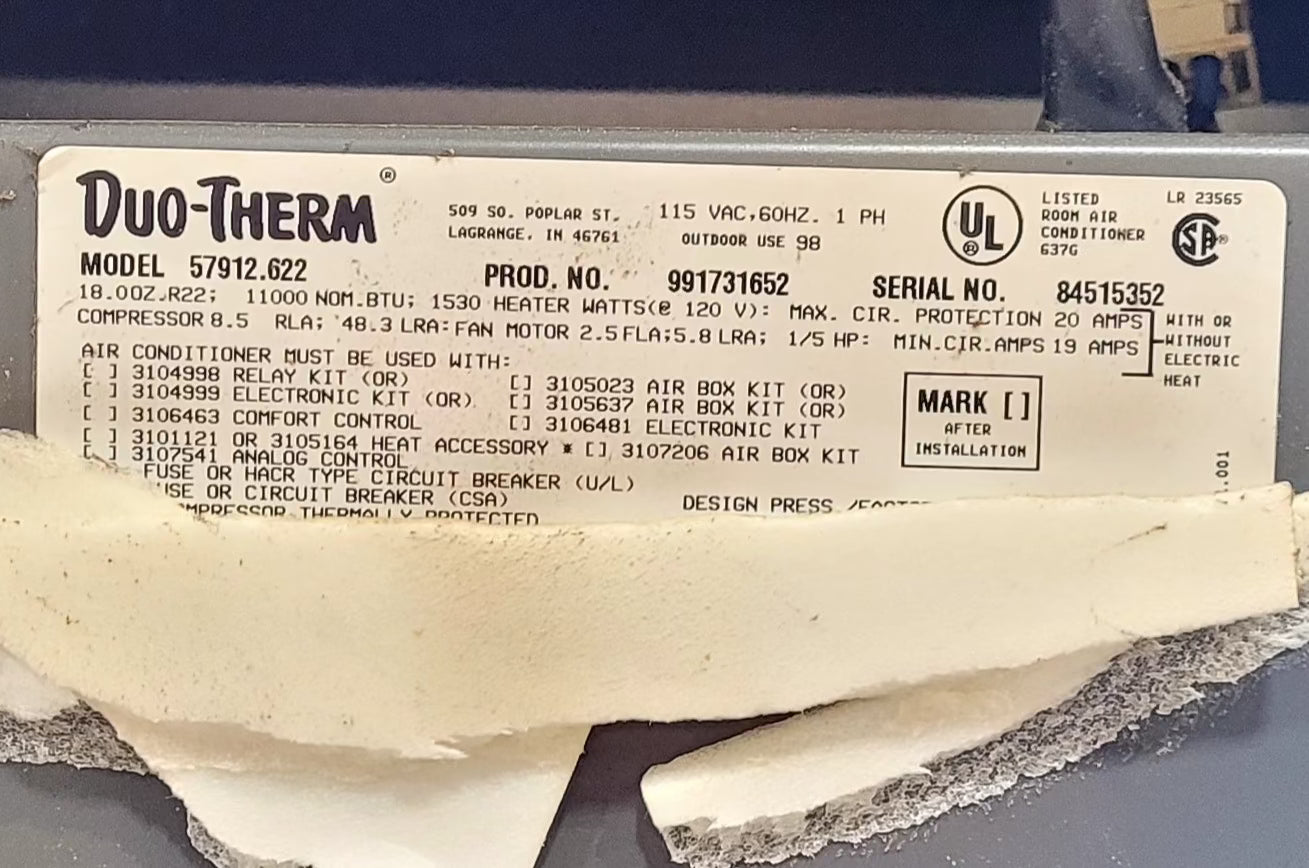 DUO-THERM®
509 SO. POPLAR ST.
LAGRANGE, IN 46761
115 VAC,60HZ. 1 PH
OUTDOOR USE 98
UL®
LISTED
ROOM AIR
CONDITIONER
637G
LR 23565
SA®
MODEL 57912.622 PROD. NO. 991731652 SERIAL NO. 84515352
18.0OZ.R22; 11000 NOM.BTU; 1530 HEATER WATTS(@ 120 V): MAX. CIR. PROTECTION 20 AMPS
COMPRESSOR 8.5 RLA; 48.3 LRA: FAN MOTOR 2.5 FLA;5.8 LRA; 1/5 HP: MIN.CIR.AMPS 19 AMPS
WITH OR
WITHOUT
ELECTRIC
HEAT
AIR CONDITIONER MUST BE USED WITH:
[ ] 3104998 RELAY KIT (OR) [] 3105023 AIR BOX KIT (OR)
[ ] 3104999 ELECTRONIC KIT (OR) [] 3105637 AIR BOX KIT (OR)
[ ] 3106463 COMFORT CONTROL [] 3106481 ELECTRONIC KIT
[ ] 3101121 OR 3105164 HEAT ACCESSORY * [] 3107206 AIR BOX KIT
[ ] 3107541 ANALOG CONTROL
FUSE OR HACR TYPE CIRCUIT BREAKER (U/L)
USE OR CIRCUIT BREAKER (CSA)
MPRESSOR THERMALLY PROTECTED
DESIGN PRESS
MARK [ ]
AFTER
INSTALLATION
.001